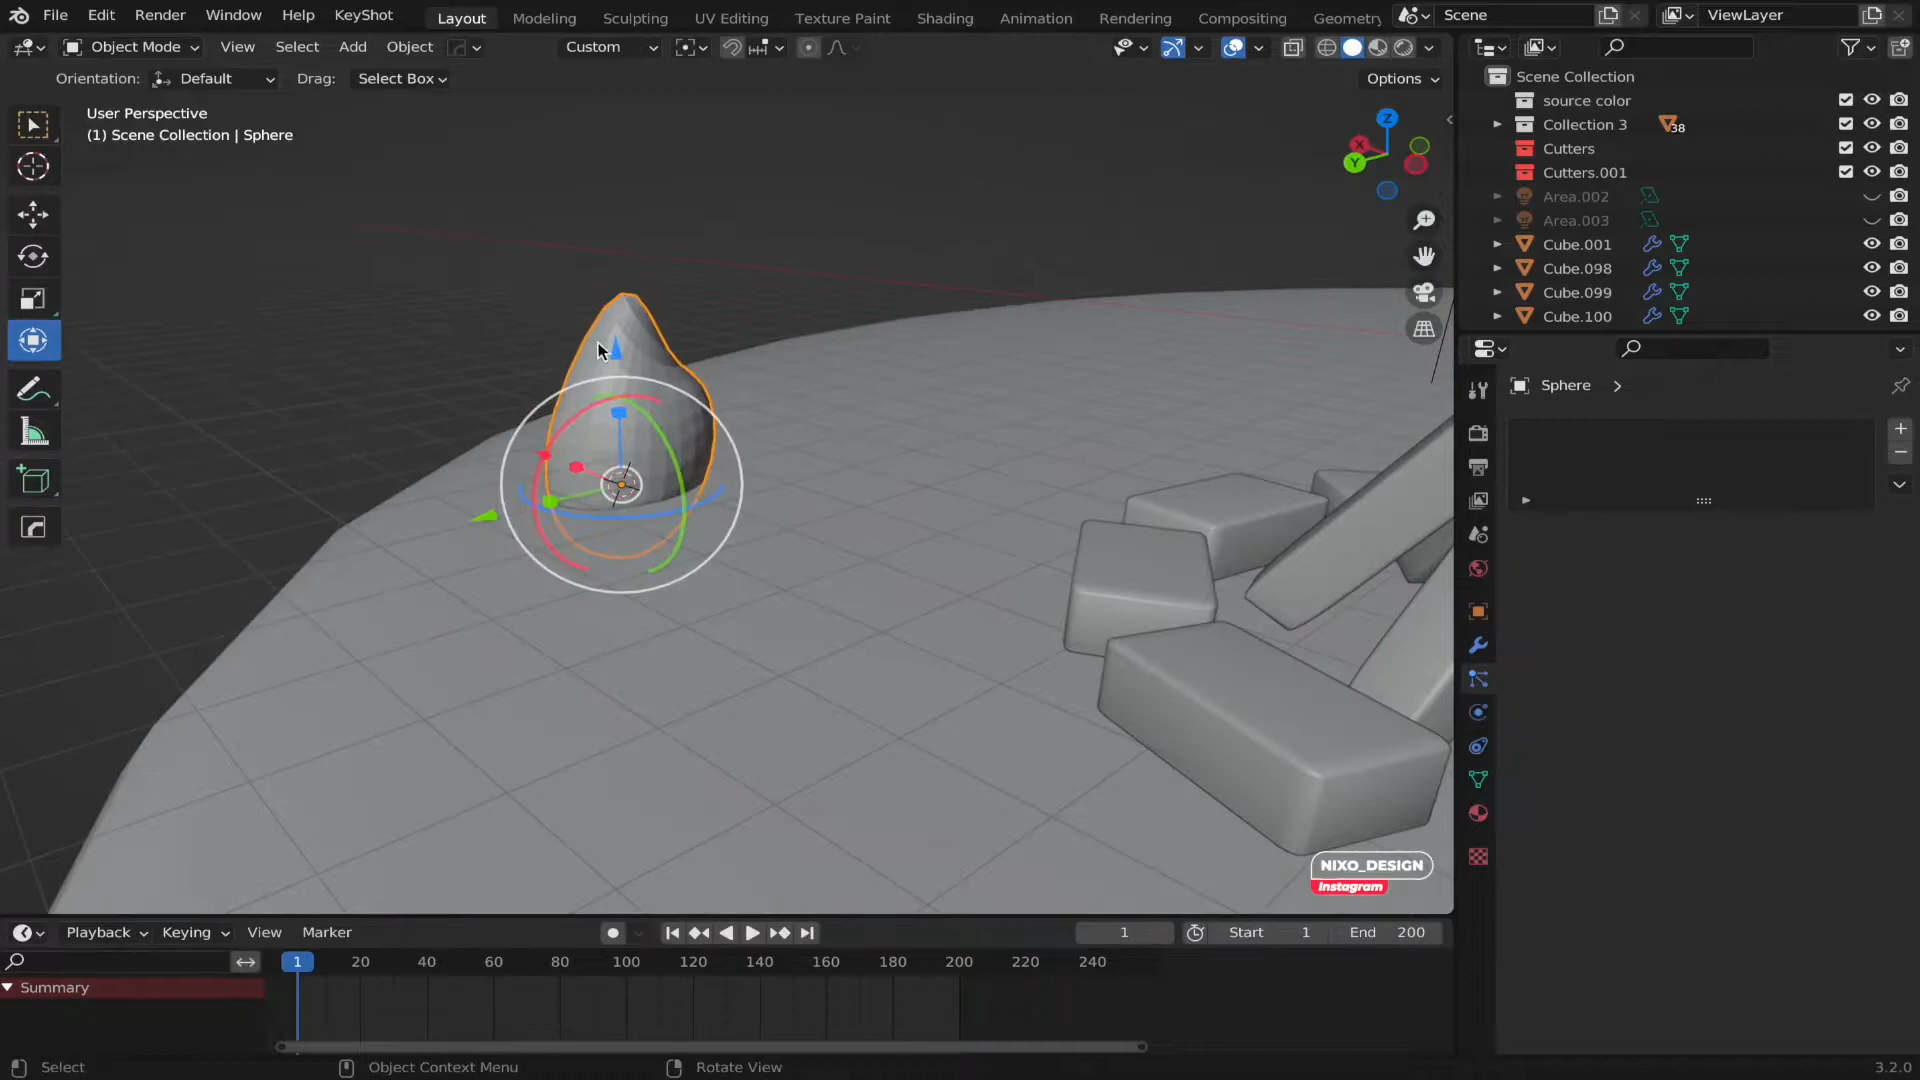 File Edit Render Window Help KeyShot Layout Modeling Sculpting UV Editing Texture Paint Shading Animation Rendering Compositing Geometry Scene ViewLayer
Object Mode View Select Add Object Custom
Orientation: Default Drag: Select Box Options
User Perspective
(1) Scene Collection | Sphere
Z
X
Y
Scene Collection
source color
Collection 3 38
Cutters
Cutters.001
Area.002
Area.003
Cube.001
Cube.098
Cube.099
Cube.100
Sphere
NIXO_DESIGN
Instagram
Playback Keying View Marker 1 Start 1 End 200
1 20 40 60 80 100 120 140 160 180 200 220 240
Summary
Select Object Context Menu Rotate View 3.2.0